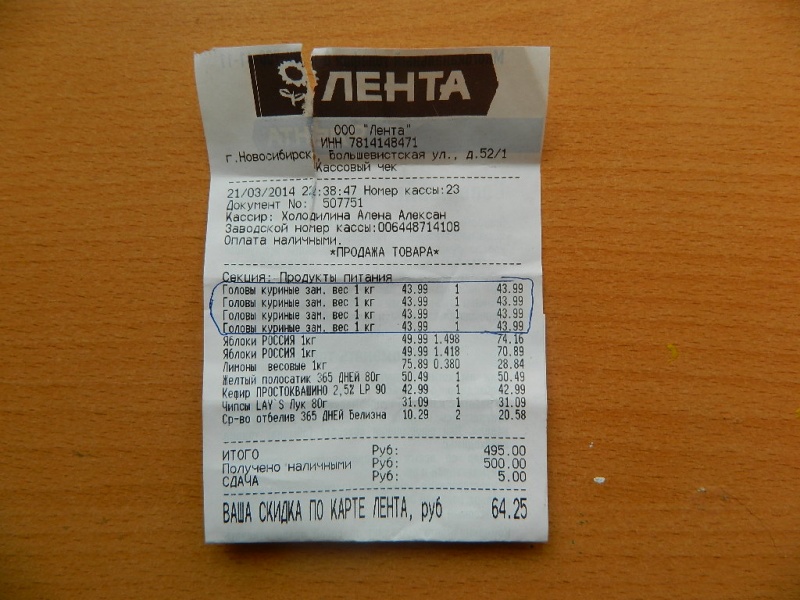 ЛЕНТА
ООО "Лента"
ИНН 7814148471
г.Новосибирск, Большевистская ул., д.52/1
Кассовый чек
21/03/2014 22:38:47 Номер кассы:23
Документ No: 507751
Кассир: Холодилина Алена Алексан
Заводской номер кассы:006448714108
Оплата наличными.
*ПРОДАЖА ТОВАРА*
Секция: Продукты питания
Головы куриные зам. вес 1 кг 43.99 1 43.99
Головы куриные зам. вес 1 кг 43.99 1 43.99
Головы куриные зам. вес 1 кг 43.99 1 43.99
Головы куриные зам. вес 1 кг 43.99 1 43.99
Яблоки РОССИЯ 1кг 49.99 1.498 74.16
Яблоки РОССИЯ 1кг 49.99 1.418 70.89
Лимоны весовые 1кг 75.89 0.380 28.84
Желтый полосатик 365 ДНЕЙ 80г 50.49 1 50.49
Кефир ПРОСТОКВАШИНО 2,5% LP 90 42.99 1 42.99
Чипсы LAY'S Лук 80г 31.09 1 31.09
Ср-во отбелив 365 ДНЕЙ Белизна 10.29 2 20.58
ИТОГО Руб: 495.00
Получено наличными Руб: 500.00
СДАЧА Руб: 5.00
ВАША СКИДКА ПО КАРТЕ ЛЕНТА, руб 64.25